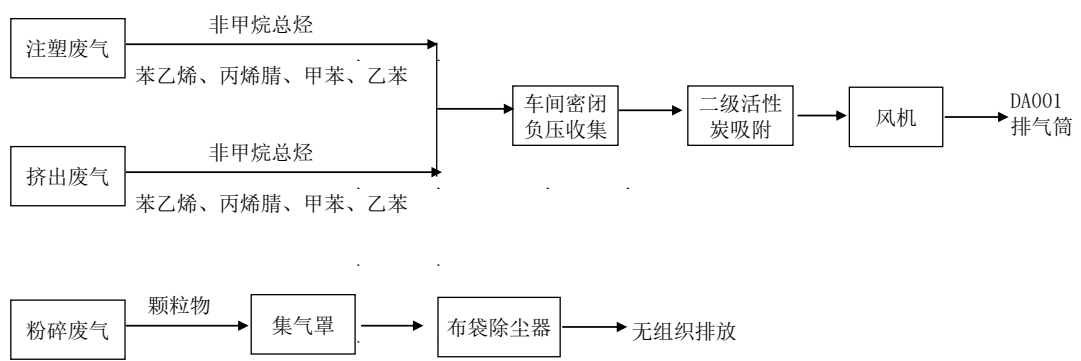 非甲烷总烃
注塑废气
苯乙烯、丙烯腈、甲苯、乙苯
车间密闭
负压收集
二级活性
炭吸附
风机
DA001
排气筒
非甲烷总烃
挤出废气
苯乙烯、丙烯腈、甲苯、乙苯
颗粒物
粉碎废气
集气罩
布袋除尘器
无组织排放